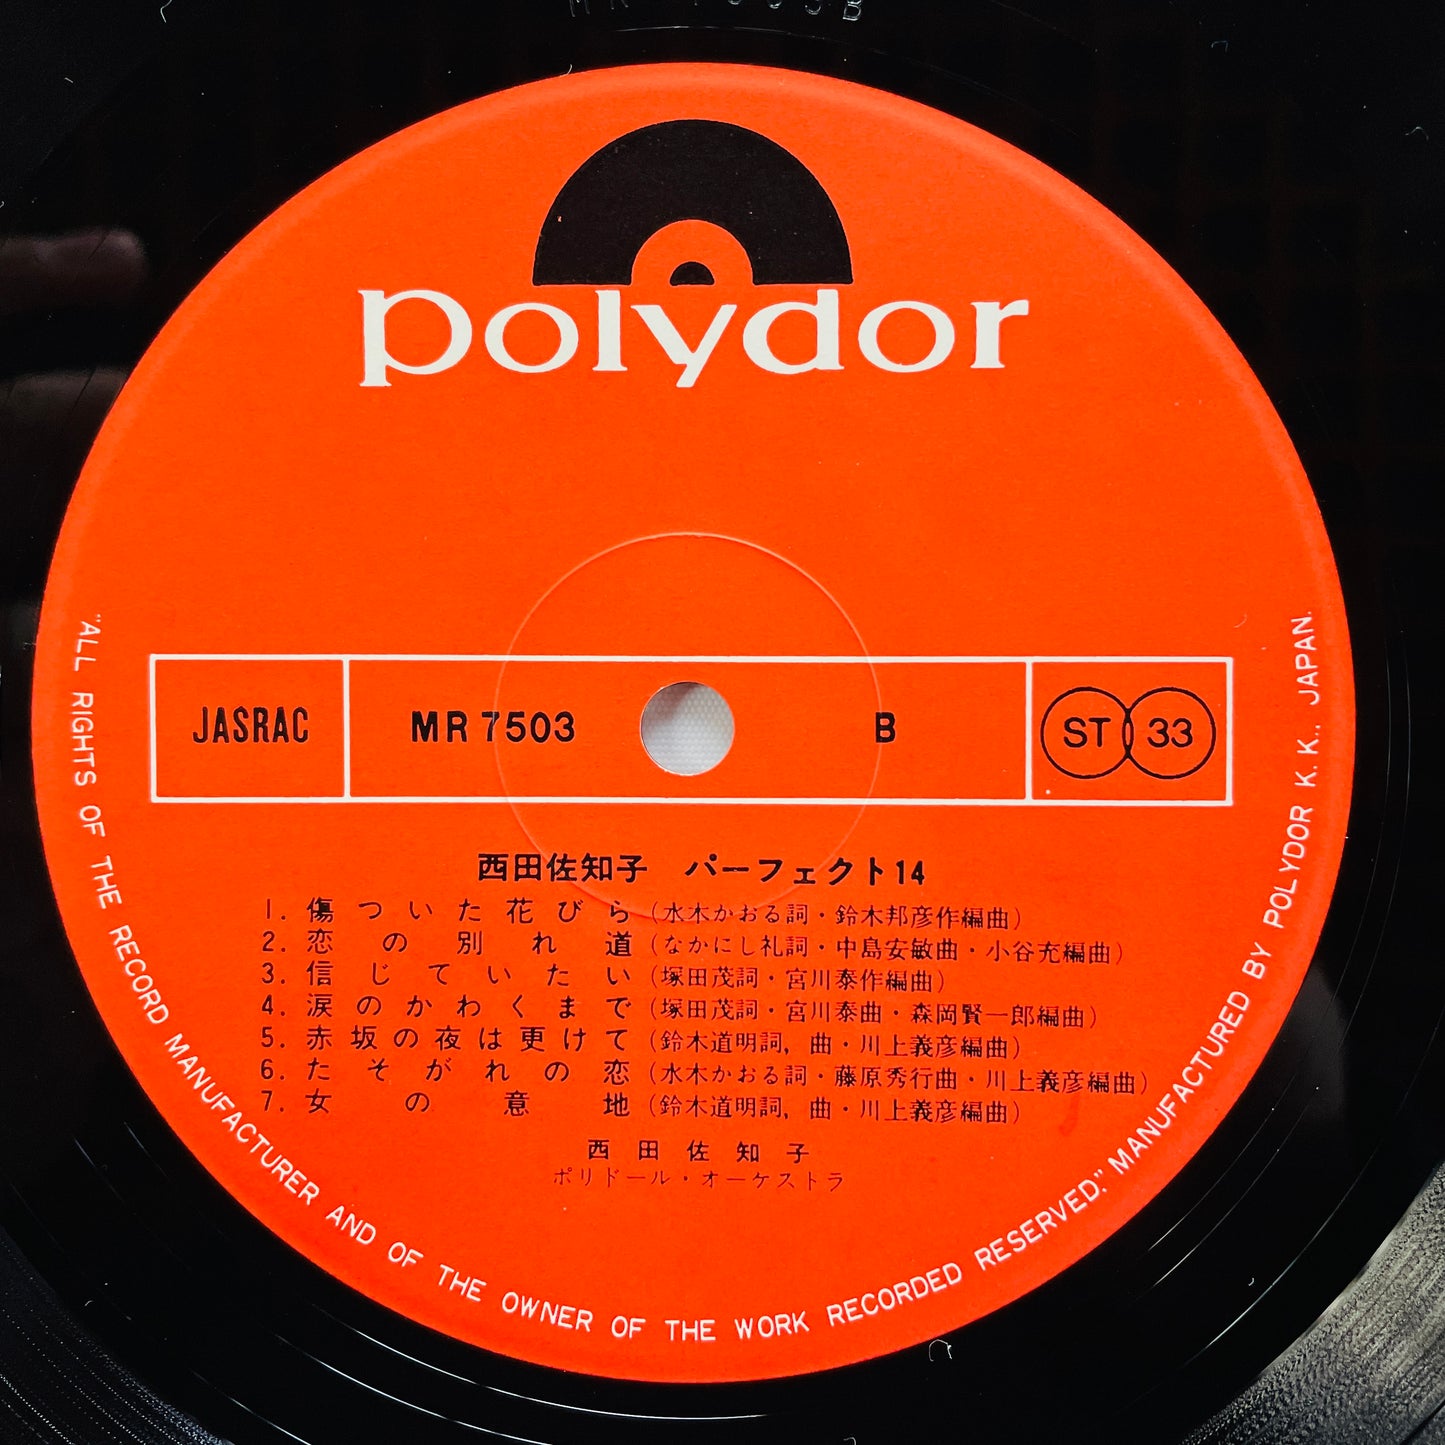 polydor
JASRAC
MR 7503
B
ST 33
西田佐知子 パーフェクト14
1. 傷ついた花びら (水木かおる詞・鈴木邦彦作編曲)
2. 恋の別れ道 (なかにし礼詞・中島安敏曲・小谷充編曲)
3. 信じていたい (塚田茂詞・宮川泰作編曲)
4. 涙のかわくまで (塚田茂詞・宮川泰曲・森岡賢一郎編曲)
5. 赤坂の夜は更けて (鈴木道明詞, 曲・川上義彦編曲)
6. たそがれの恋 (水木かおる詞・藤原秀行曲・川上義彦編曲)
7. 女の意地 (鈴木道明詞, 曲・川上義彦編曲)
西田佐知子
ポリドール・オーケストラ
"ALL RIGHTS OF THE RECORD MANUFACTURER AND OF THE OWNER OF THE WORK RECORDED RESERVED." MANUFACTURED BY POLYDOR K. K., JAPAN.